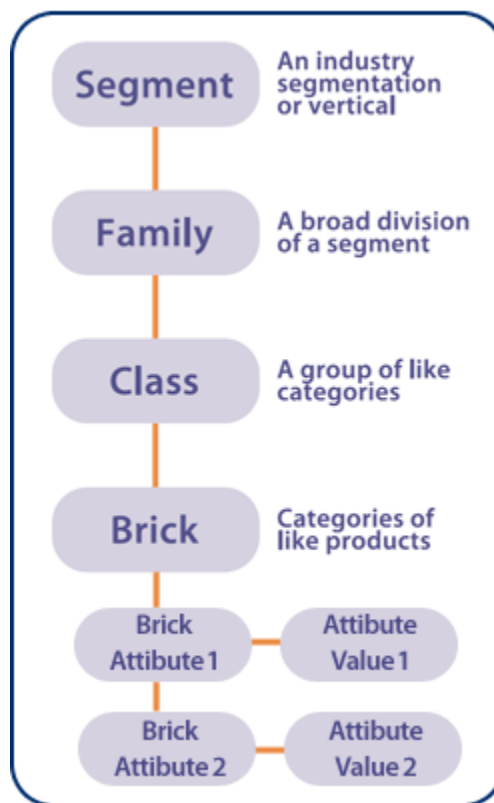 Segment
An industry
segmentation
or vertical
Family
A broad division
of a segment
Class
A group of like
categories
Brick
Categories of
like products
Brick
Attibute 1
Attibute
Value 1
Brick
Attibute 2
Attibute
Value 2